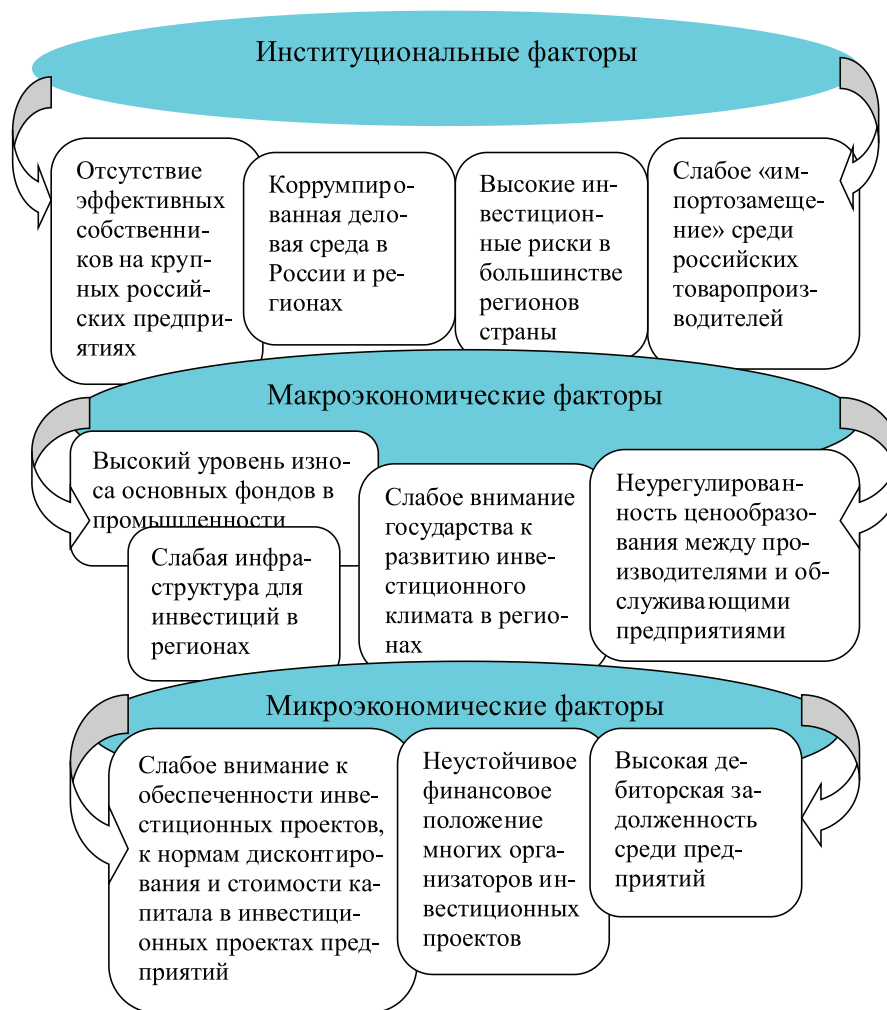 Институциональные факторы
Отсутствие
эффективных
собственни-
ков на круп-
ных россий-
ских предпри-
ятиях
Коррумпиро-
ванная дело-
вая среда в
России и ре-
гионах
Высокие ин-
вестицион-
ные риски в
большинстве
регионов
страны
Слабое «им-
портозамеще-
ние» среди
российских
товаропроиз-
водителей
Макроэкономические факторы
Высокий уровень изно-
са основных фондов в
промышленности
Слабая инфра-
структура для
инвестиций в
регионах
Слабое внимание
государства к
развитию инве-
стиционного
климата в регио-
нах
Неурегулирован-
ность ценообразо-
вания между про-
изводителями и об-
служивающими
предприятиями
Микроэкономические факторы
Слабое внимание к
обеспеченности инве-
стиционных проектов,
к нормам дисконтиро-
вания и стоимости ка-
питала в инвестици-
онных проектах пред-
приятий
Неустойчивое
финансовое
положение
многих орга-
низаторов ин-
вестиционных
проектов
Высокая де-
биторская за-
долженность
среди пред-
приятий